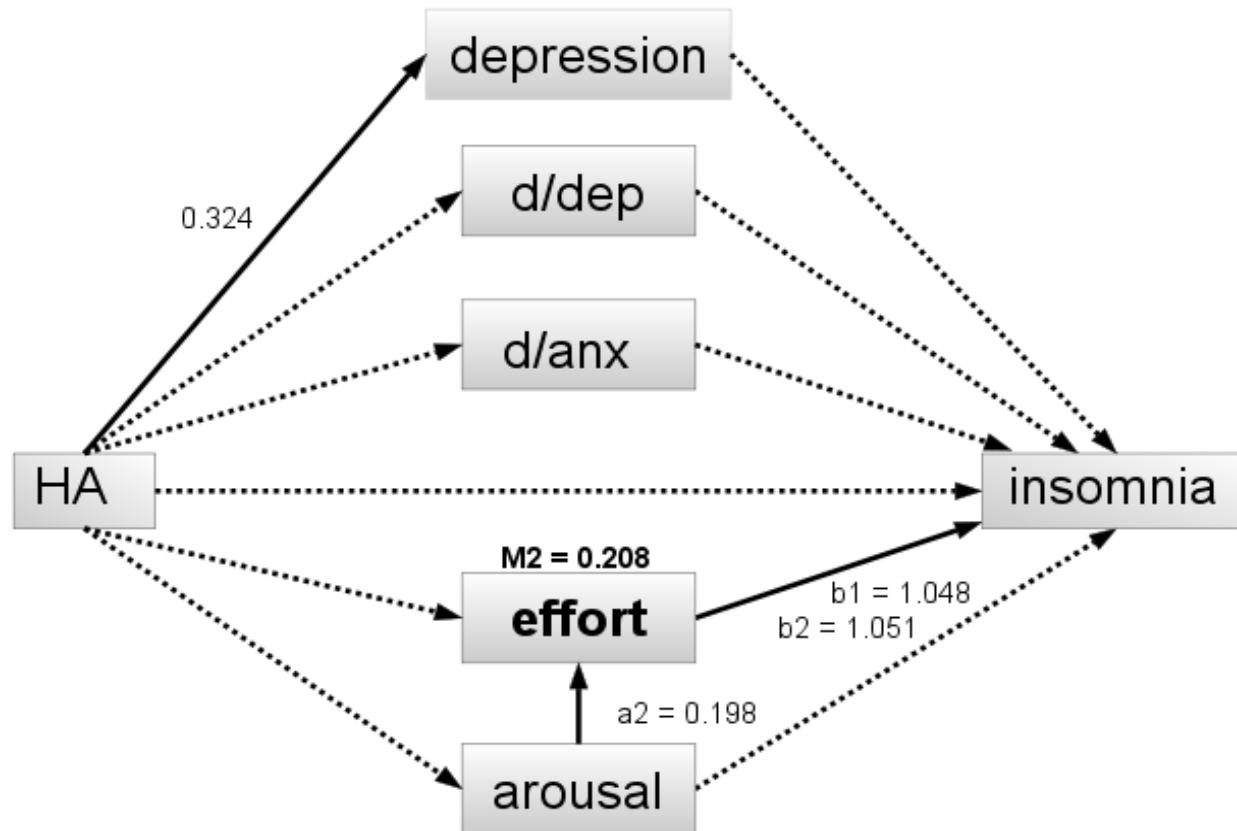 depression
0.324
d/dep
d/anx
HA
insomnia
M2 = 0.208
effort
b1 = 1.048
b2 = 1.051
a2 = 0.198
arousal